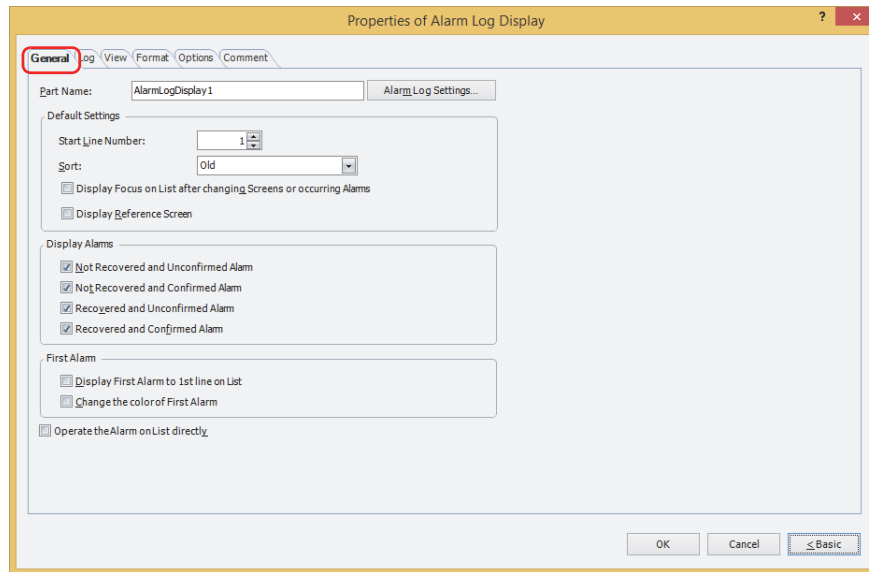 Properties of Alarm Log Display ? ×
General Log View Format Options Comment
Part Name: AlarmLogDisplay1 Alarm Log Settings...
Default Settings
Start Line Number: 1
Sort: Old
Display Focus on List after changing Screens or occurring Alarms
Display Reference Screen
Display Alarms
Not Recovered and Unconfirmed Alarm
Not Recovered and Confirmed Alarm
Recovered and Unconfirmed Alarm
Recovered and Confirmed Alarm
First Alarm
Display First Alarm to 1st line on List
Change the color of First Alarm
Operate the Alarm on List directly
OK Cancel < Basic